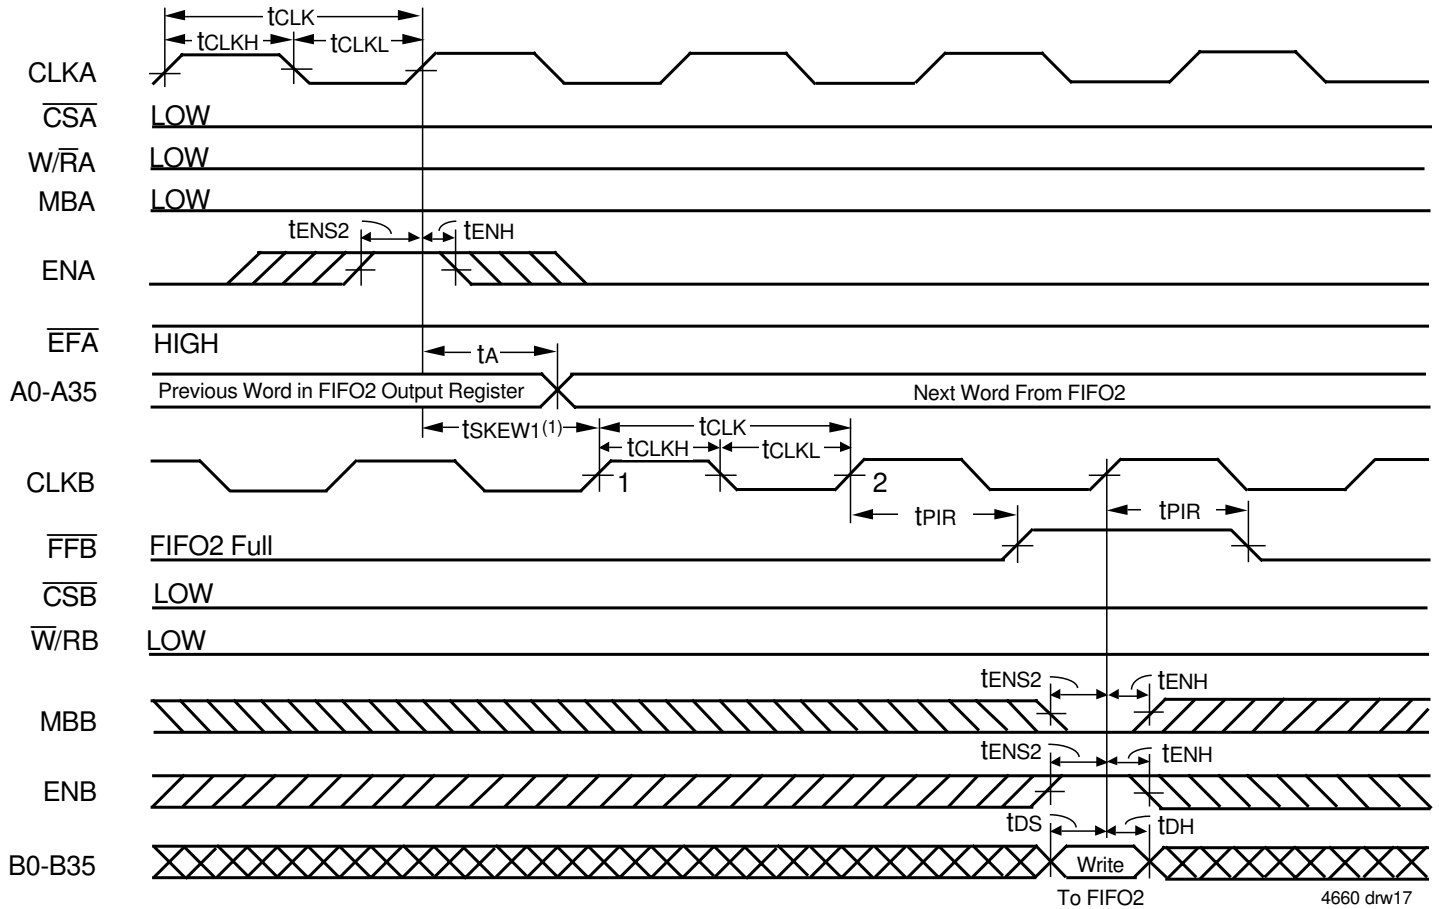 tCLK
tCLKH tCLKL
CLKA
CSA LOW
W/RA LOW
MBA LOW
tENS2 tENH
ENA
EFA HIGH
tA
A0-A35 Previous Word in FIFO2 Output Register Next Word From FIFO2
tSKEW1(1) tCLK
tCLKH tCLKL
CLKB 1 2
tPIR tPIR
FFB FIFO2 Full
CSB LOW
W/RB LOW
tENS2 tENH
MBB
tENS2 tENH
ENB
tDS tDH
B0-B35 Write
To FIFO2 4660 drw17